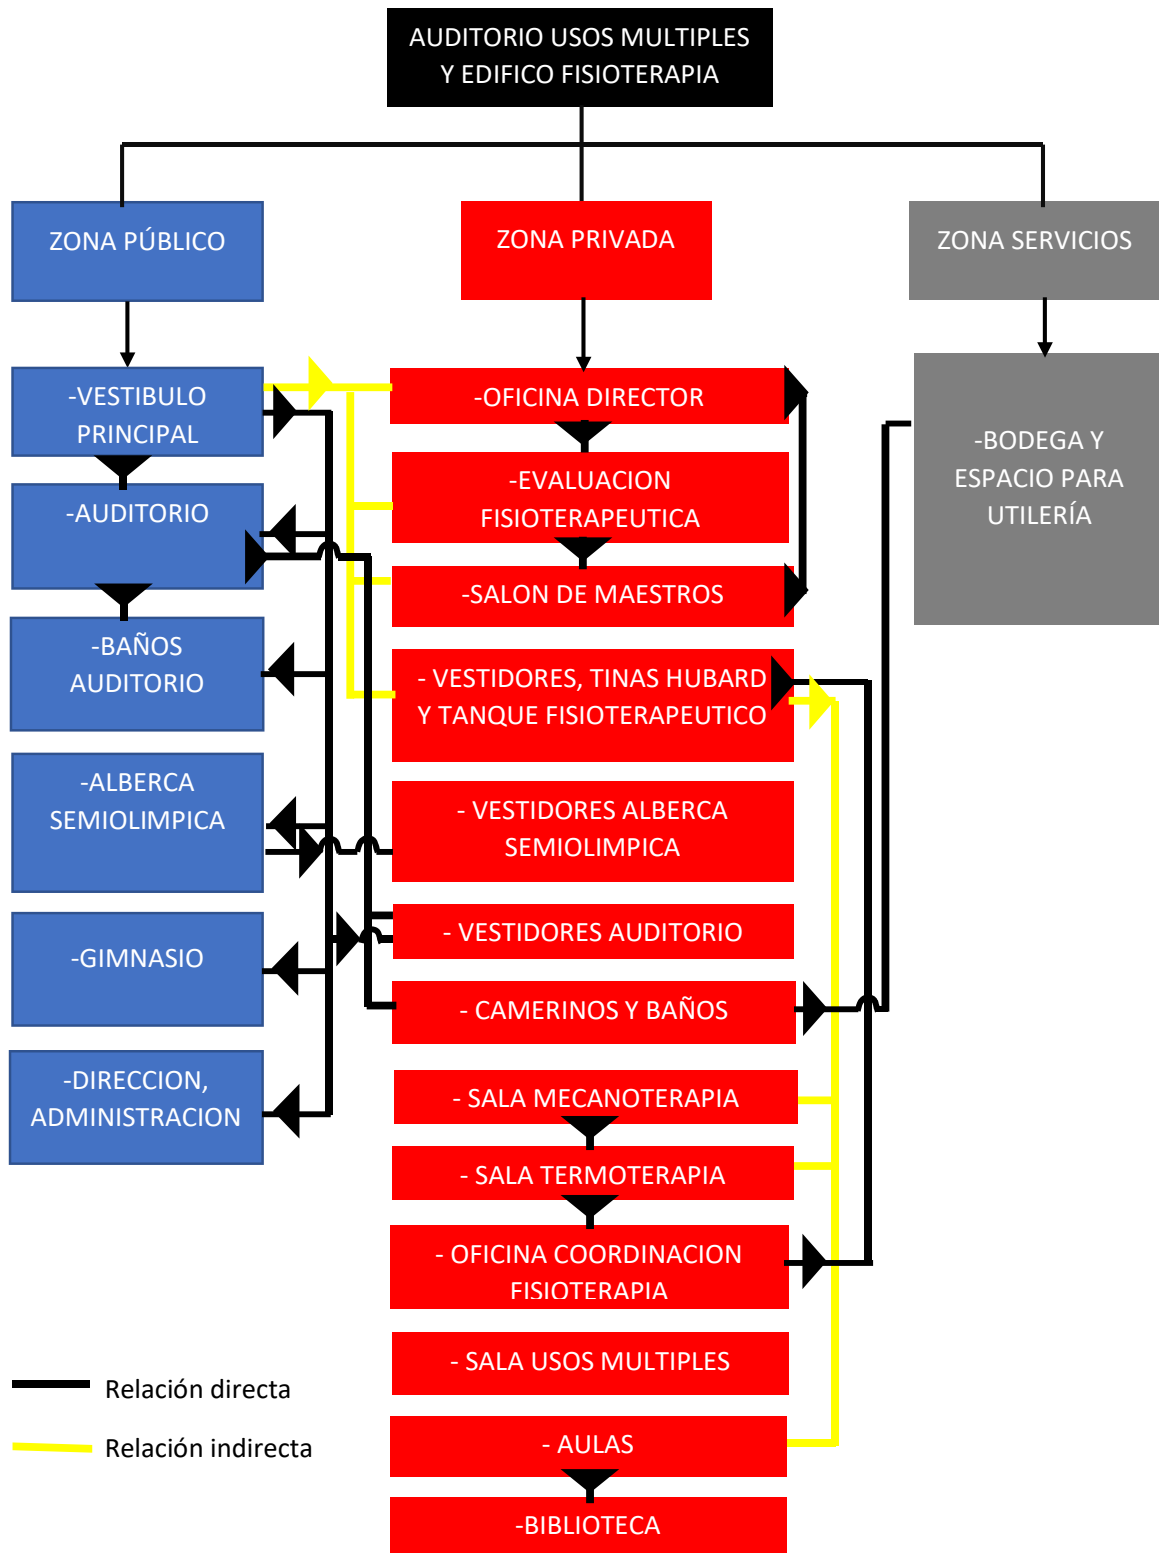 AUDITORIO USOS MULTIPLES
Y EDIFICO FISIOTERAPIA
ZONA PÚBLICO
ZONA PRIVADA
ZONA SERVICIOS
-VESTIBULO
PRINCIPAL
-AUDITORIO
-BAÑOS
AUDITORIO
-ALBERCA
SEMIOLIMPICA
-GIMNASIO
-DIRECCION,
ADMINISTRACION
-OFICINA DIRECTOR
-EVALUACION
FISIOTERAPEUTICA
-SALON DE MAESTROS
- VESTIDORES, TINAS HUBARD
Y TANQUE FISIOTERAPEUTICO
- VESTIDORES ALBERCA
SEMIOLIMPICA
- VESTIDORES AUDITORIO
- CAMERINOS Y BAÑOS
- SALA MECANOTERAPIA
- SALA TERMOTERAPIA
- OFICINA COORDINACION
FISIOTERAPIA
- SALA USOS MULTIPLES
- AULAS
-BIBLIOTECA
-BODEGA Y
ESPACIO PARA
UTILERÍA
Relación directa
Relación indirecta